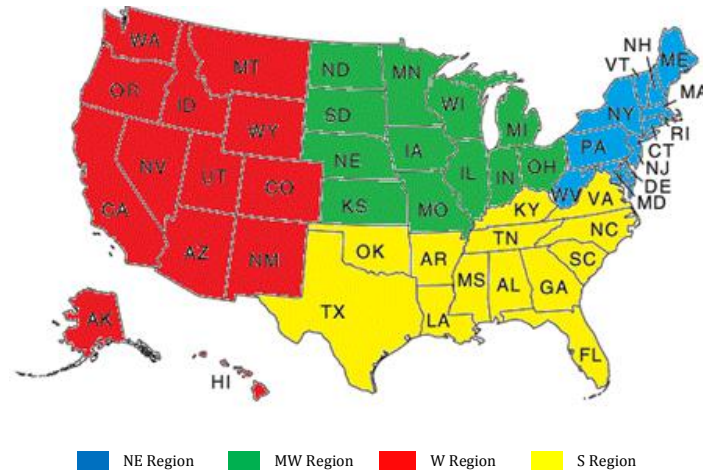 WA
MT
ND
MN
NH
VT
ME
OR
ID
SD
WI
MI
NY
MA
WY
RI
NV
NE
IA
PA
CT
NJ
UT
CO
IL
IN
OH
WV
DE
MD
CA
KS
MO
KY
VA
AZ
NM
OK
AR
TN
NC
SC
MS
AL
GA
TX
LA
FL
AK
HI
NE Region
MW Region
W Region
S Region